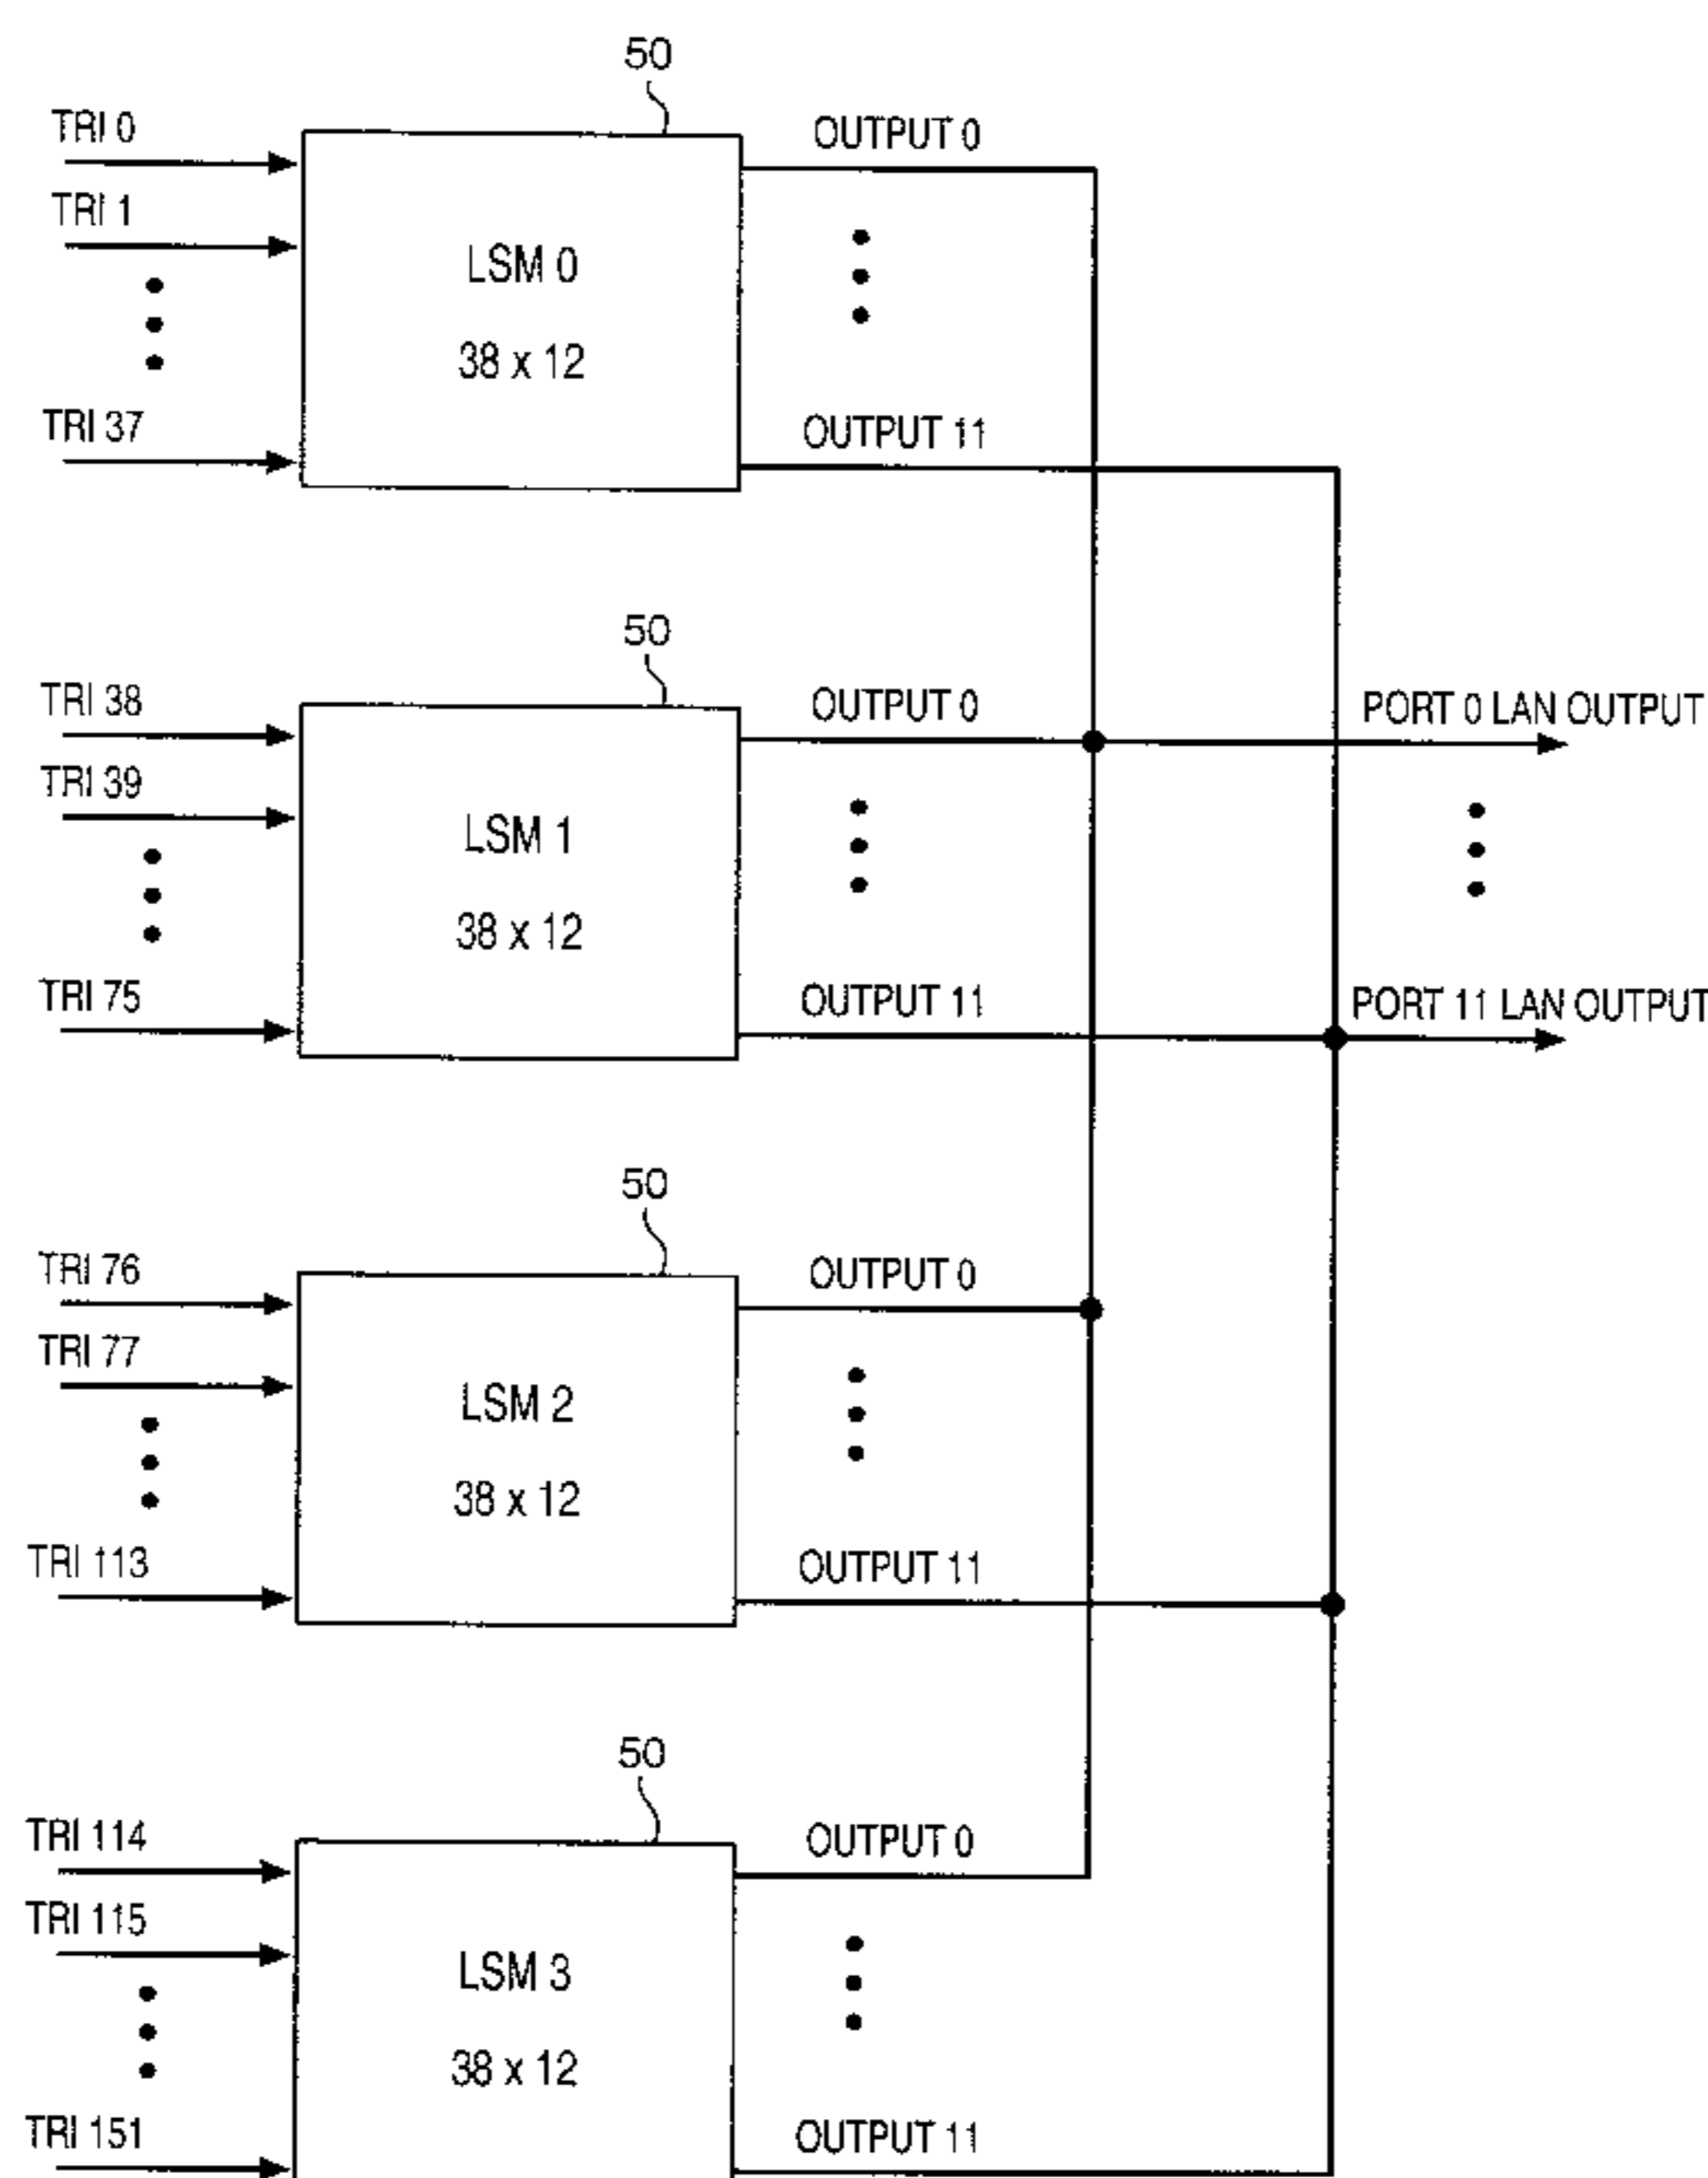 50
TRI 0
OUTPUT 0
TRI 1
LSM 0
38 x 12
TRI 37
OUTPUT 11
50
TRI 38
OUTPUT 0
PORT 0 LAN OUTPUT
TRI 39
LSM 1
38 x 12
TRI 75
OUTPUT 11
PORT 11 LAN OUTPUT
50
TRI 76
OUTPUT 0
TRI 77
LSM 2
38 x 12
TRI 113
OUTPUT 11
50
TRI 114
OUTPUT 0
TRI 115
LSM 3
38 x 12
TRI 151
OUTPUT 11